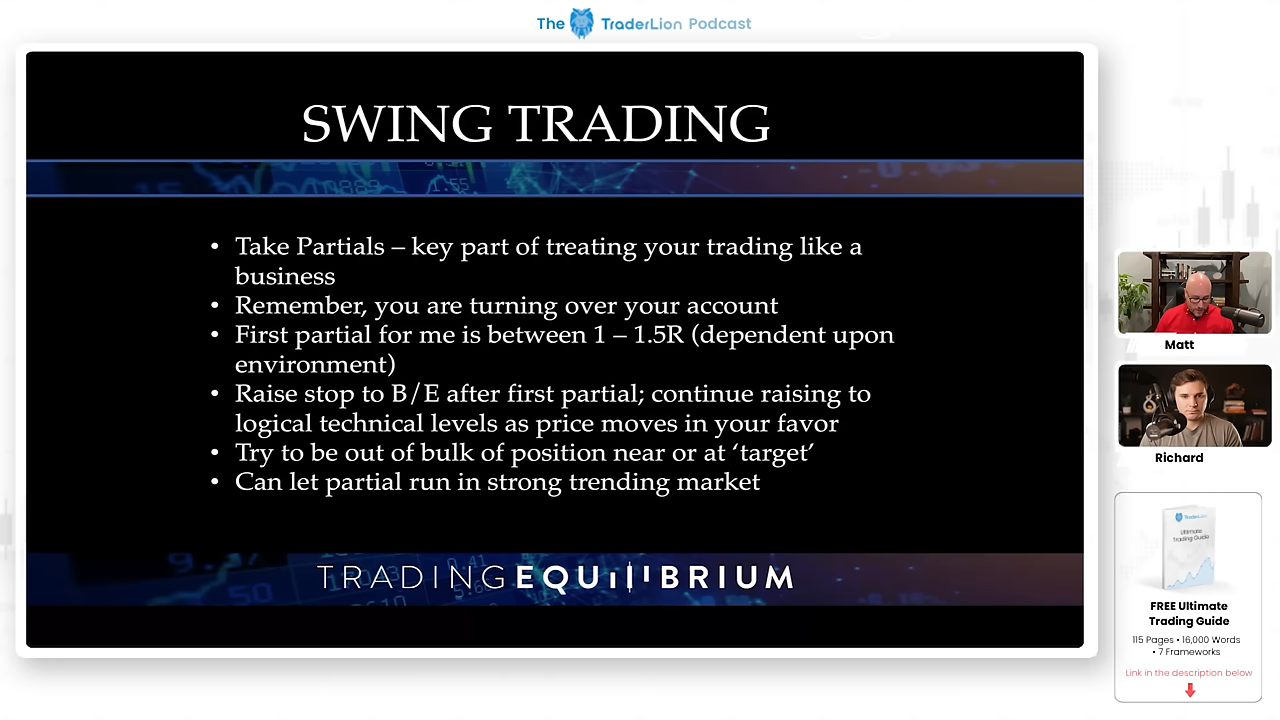 The TraderLion Podcast
SWING TRADING
• Take Partials – key part of treating your trading like a
business
• Remember, you are turning over your account
• First partial for me is between 1 – 1.5R (dependent upon
environment)
• Raise stop to B/E after first partial; continue raising to
logical technical levels as price moves in your favor
• Try to be out of bulk of position near or at ‘target’
• Can let partial run in strong trending market
TRADINGEQUILIBRIUM
Matt
Richard
TraderLion
Ultimate
Trading Guide
FREE Ultimate
Trading Guide
115 Pages • 16,000 Words
• 7 Frameworks
Link in the description below